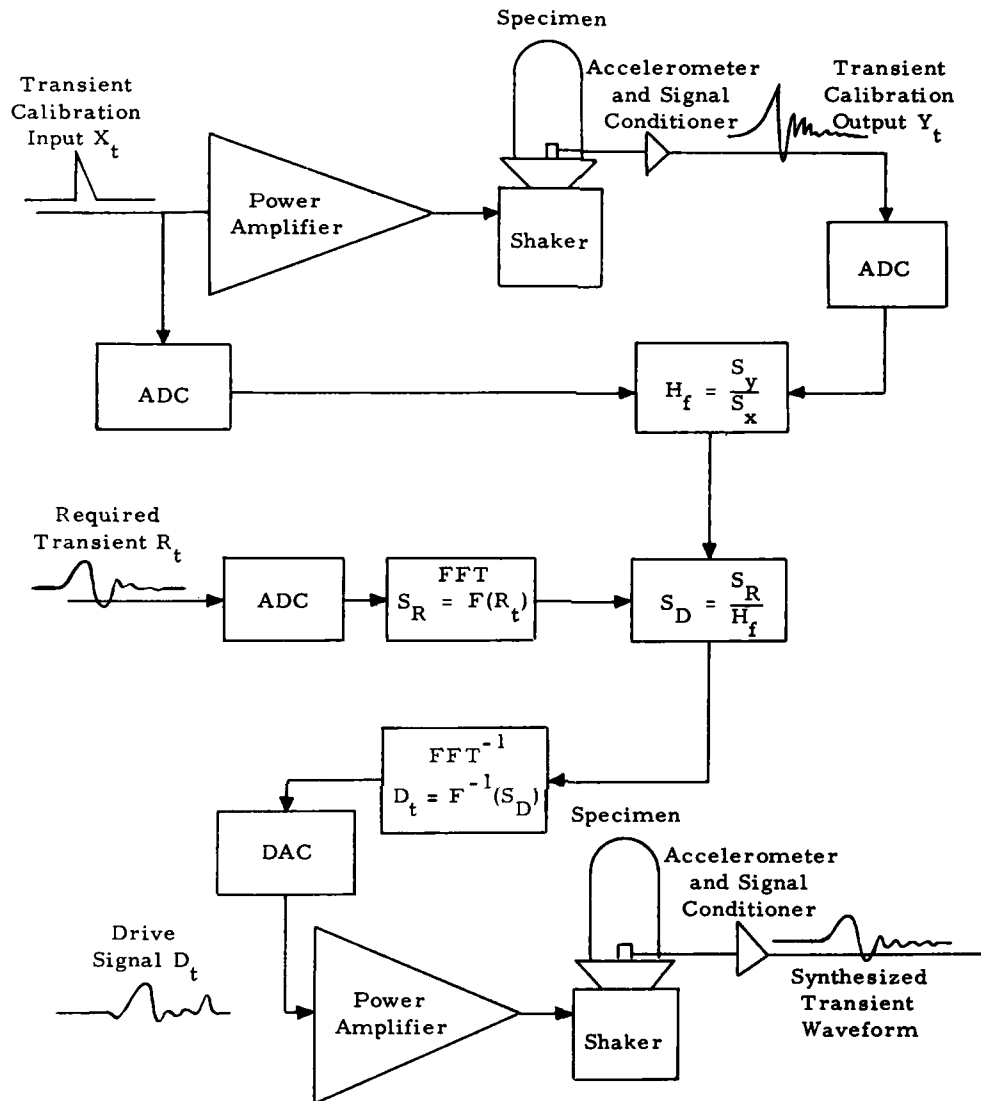 Specimen
Transient
Calibration
Input X_t
Accelerometer
and Signal
Conditioner
Transient
Calibration
Output Y_t
Power
Amplifier
Shaker
ADC
ADC
H_f = S_y / S_x
Required
Transient R_t
ADC
FFT
S_R = F(R_t)
S_D = S_R / H_f
FFT^-1
D_t = F^-1(S_D)
DAC
Specimen
Accelerometer
and Signal
Conditioner
Drive
Signal D_t
Power
Amplifier
Shaker
Synthesized
Transient
Waveform